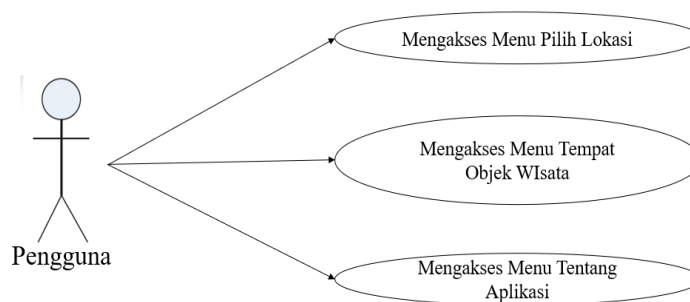 Mengakses Menu Pilih Lokasi
Mengakses Menu Tempat
Objek WIsata
Pengguna
Mengakses Menu Tentang
Aplikasi